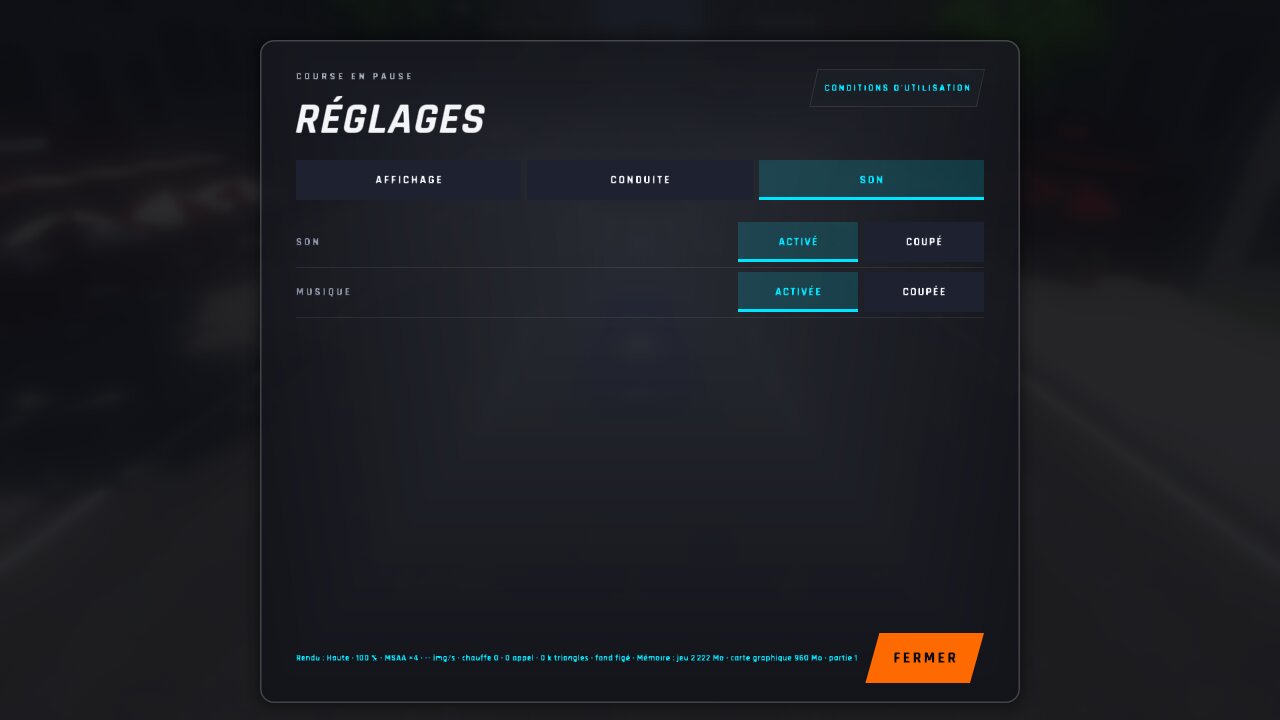 COURSE EN PAUSE
CONDITIONS D'UTILISATION
RÉGLAGES
AFFICHAGE CONDUITE SON
SON ACTIVÉ COUPÉ
MUSIQUE ACTIVÉE COUPÉE
Rendu : Haute · 100 % · MSAA ×4 · -- img/s · chauffe 0 · 0 appel · 0 k triangles · fond figé · Mémoire : jeu 2 222 Mo · carte graphique 960 Mo · partie 1
FERMER